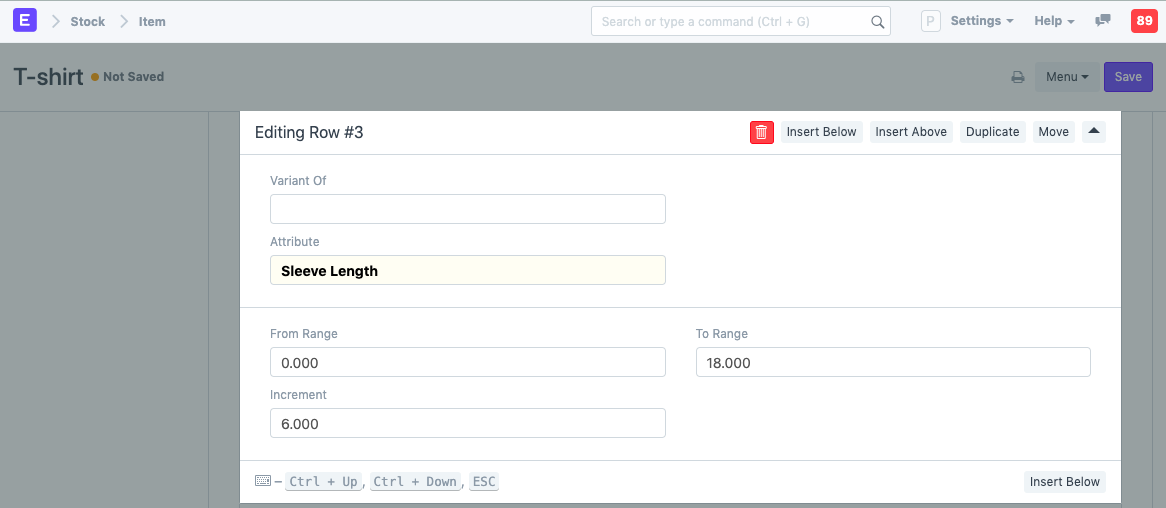 E Stock Item Search or type a command (Ctrl + G) P Settings Help 89
T-shirt Not Saved Menu Save
Editing Row #3 Insert Below Insert Above Duplicate Move
Variant Of
Attribute
Sleeve Length
From Range To Range
0.000 18.000
Increment
6.000
– Ctrl + Up, Ctrl + Down, ESC Insert Below